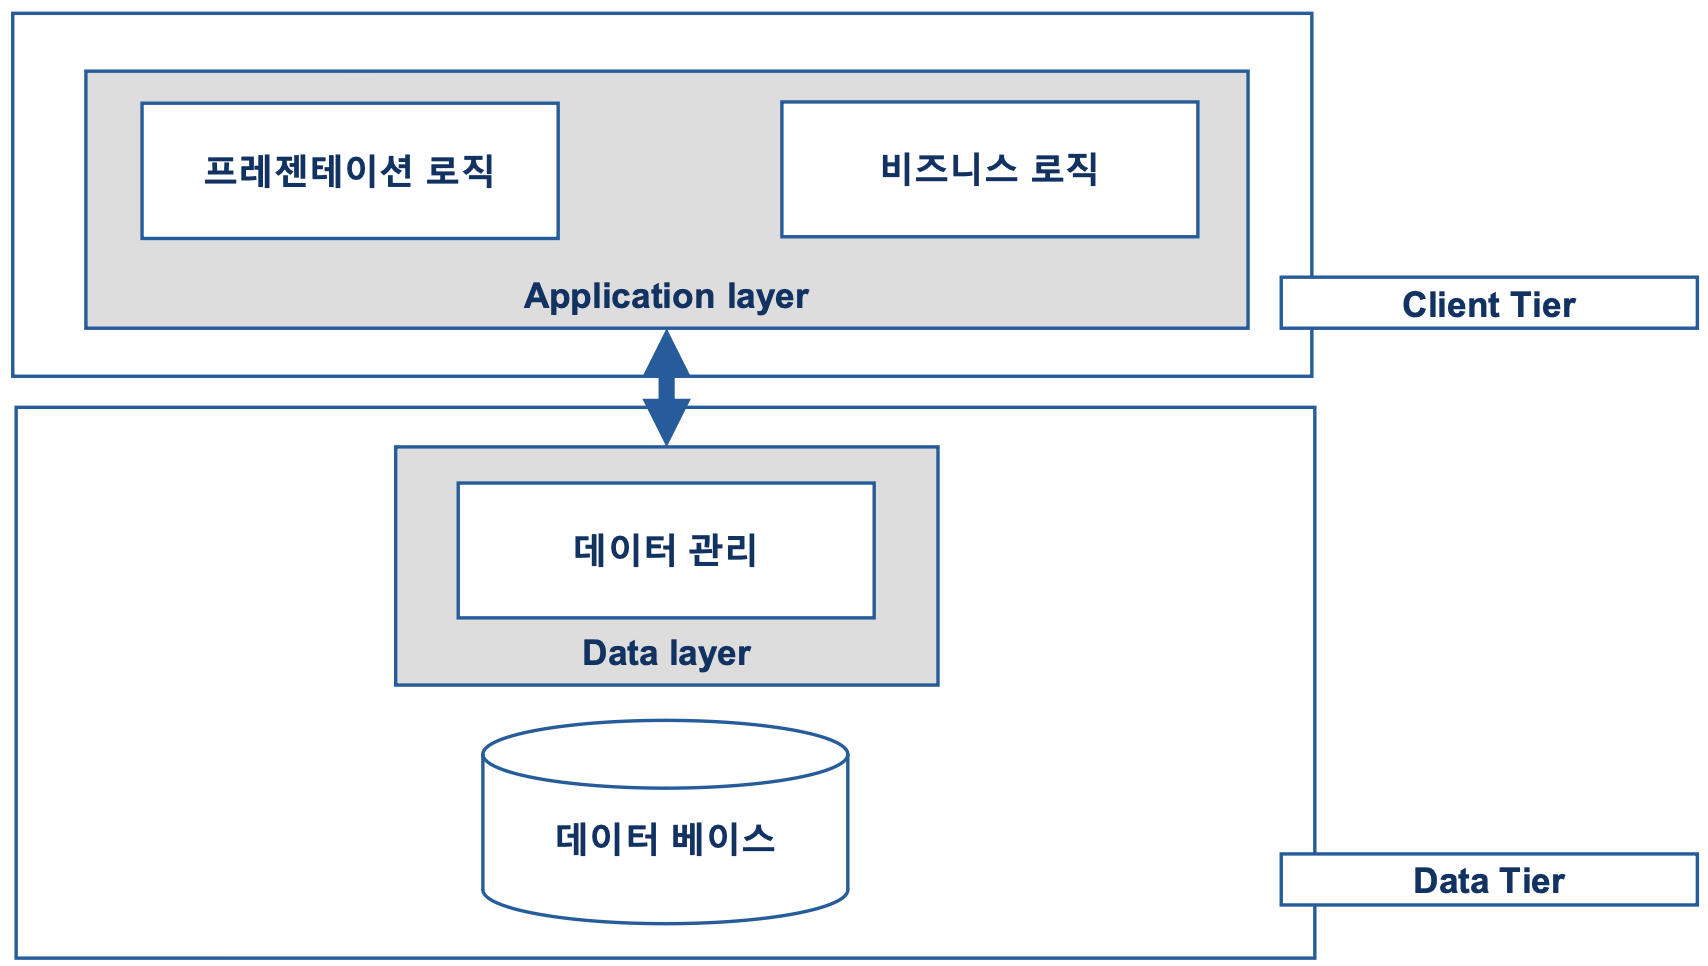 프레젠테이션 로직
비즈니스 로직
Application layer
Client Tier
데이터 관리
Data layer
데이터 베이스
Data Tier